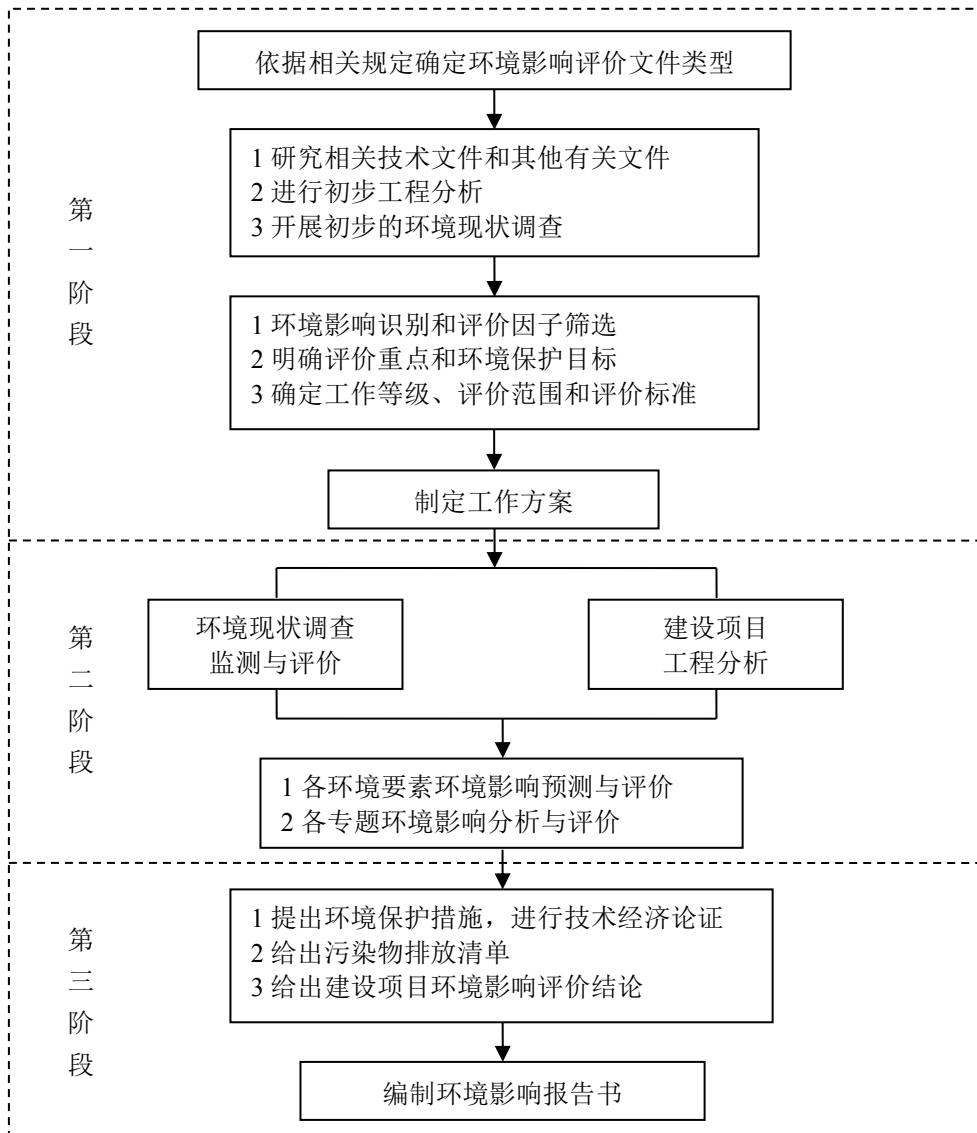 依据相关规定确定环境影响评价文件类型
1 研究相关技术文件和其他有关文件
2 进行初步工程分析
3 开展初步的环境现状调查
第一阶段
1 环境影响识别和评价因子筛选
2 明确评价重点和环境保护目标
3 确定工作等级、评价范围和评价标准
制定工作方案
第二阶段
环境现状调查
监测与评价
建设项目
工程分析
1 各环境要素环境影响预测与评价
2 各专题环境影响分析与评价
第三阶段
1 提出环境保护措施，进行技术经济论证
2 给出污染物排放清单
3 给出建设项目环境影响评价结论
编制环境影响报告书